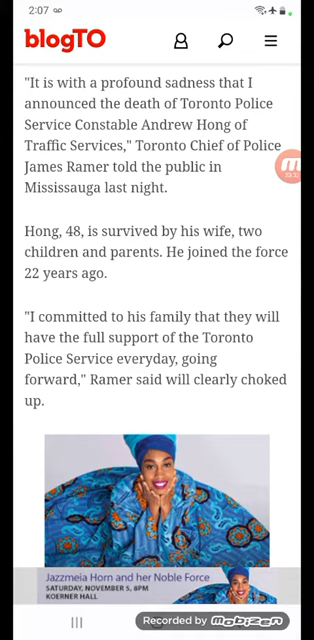 2:07
blogTO
"It is with a profound sadness that I
announced the death of Toronto Police
Service Constable Andrew Hong of
Traffic Services," Toronto Chief of Police
James Ramer told the public in
Mississauga last night.
Hong, 48, is survived by his wife, two
children and parents. He joined the force
22 years ago.
"I committed to his family that they will
have the full support of the Toronto
Police Service everyday, going
forward," Ramer said will clearly choked
up.
Jazzmeia Horn and her Noble Force
SATURDAY, NOVEMBER 5, 8PM
KOERNER HALL
Recorded by Mobizen